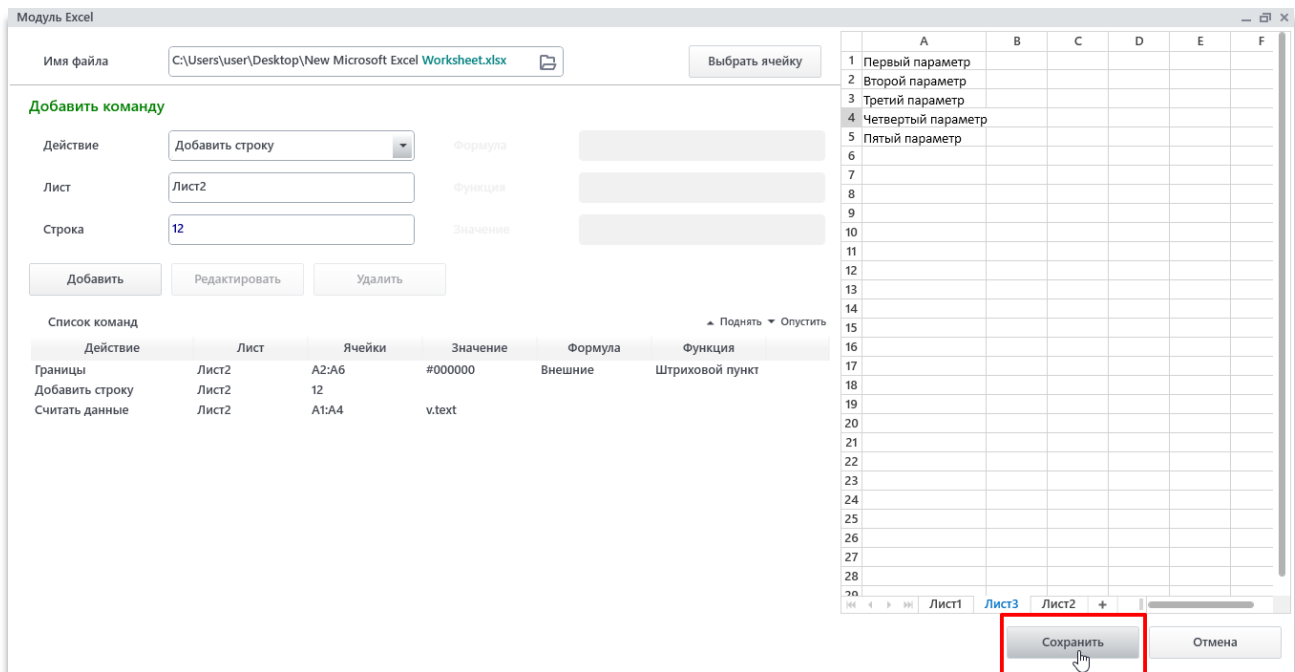 Модуль Excel
Имя файла
C:\Users\user\Desktop\New Microsoft Excel Worksheet.xlsx
Выбрать ячейку
Добавить команду
Действие
Добавить строку
Формула
Лист
Лист2
Функция
Строка
12
Значение
Добавить
Редактировать
Удалить
Список команд
Поднять
Опустить
Действие Лист Ячейки Значение Формула Функция
Границы Лист2 A2:A6 #000000 Внешние Штриховой пункт
Добавить строку Лист2 12
Считать данные Лист2 A1:A4 v.text
A B C D E F
1 Первый параметр
2 Второй параметр
3 Третий параметр
4 Четвертый параметр
5 Пятый параметр
6
7
8
9
10
11
12
13
14
15
16
17
18
19
20
21
22
23
24
25
26
27
28
29
Лист1 Лист3 Лист2 +
Сохранить
Отмена